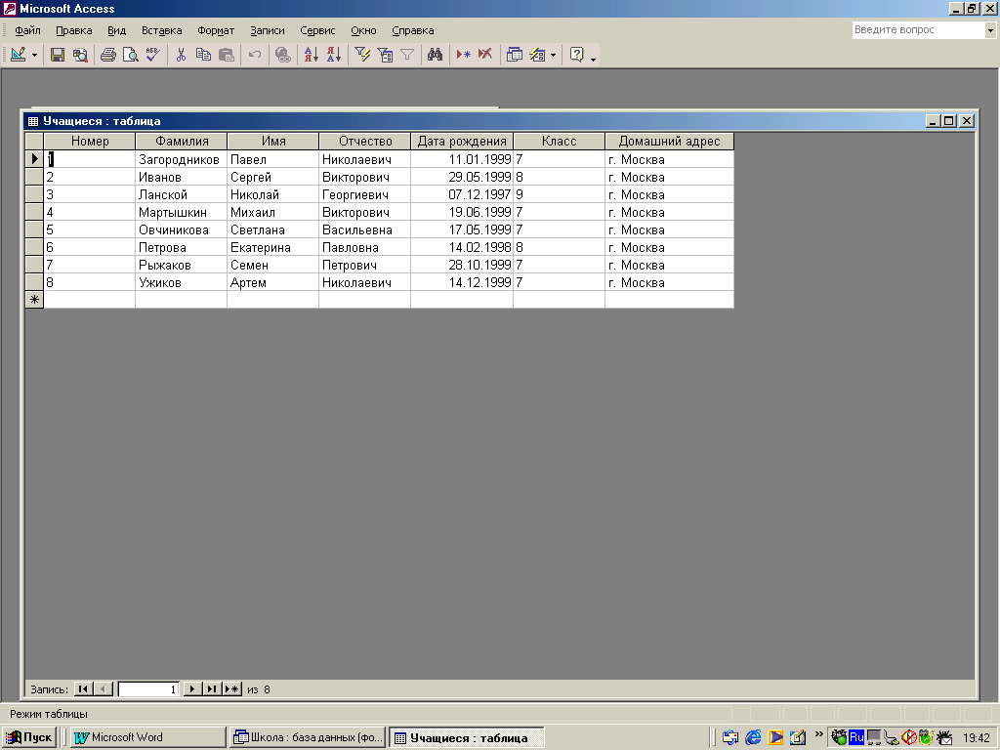 Microsoft Access
Файл Правка Вид Вставка Формат Записи Сервис Окно Справка Введите вопрос
Учащиеся : таблица
Номер Фамилия Имя Отчество Дата рождения Класс Домашний адрес
1 Загородников Павел Николаевич 11.01.1999 7 г. Москва
2 Иванов Сергей Викторович 29.05.1999 8 г. Москва
3 Ланской Николай Георгиевич 07.12.1997 9 г. Москва
4 Мартышкин Михаил Викторович 19.06.1999 7 г. Москва
5 Овчиникова Светлана Васильевна 17.05.1999 7 г. Москва
6 Петрова Екатерина Павловна 14.02.1998 8 г. Москва
7 Рыжаков Семен Петрович 28.10.1999 7 г. Москва
8 Ужиков Артем Николаевич 14.12.1999 7 г. Москва
Запись: 1 из 8
Режим таблицы
Пуск Microsoft Word Школа : база данных (фо... Учащиеся : таблица Ru 19:42